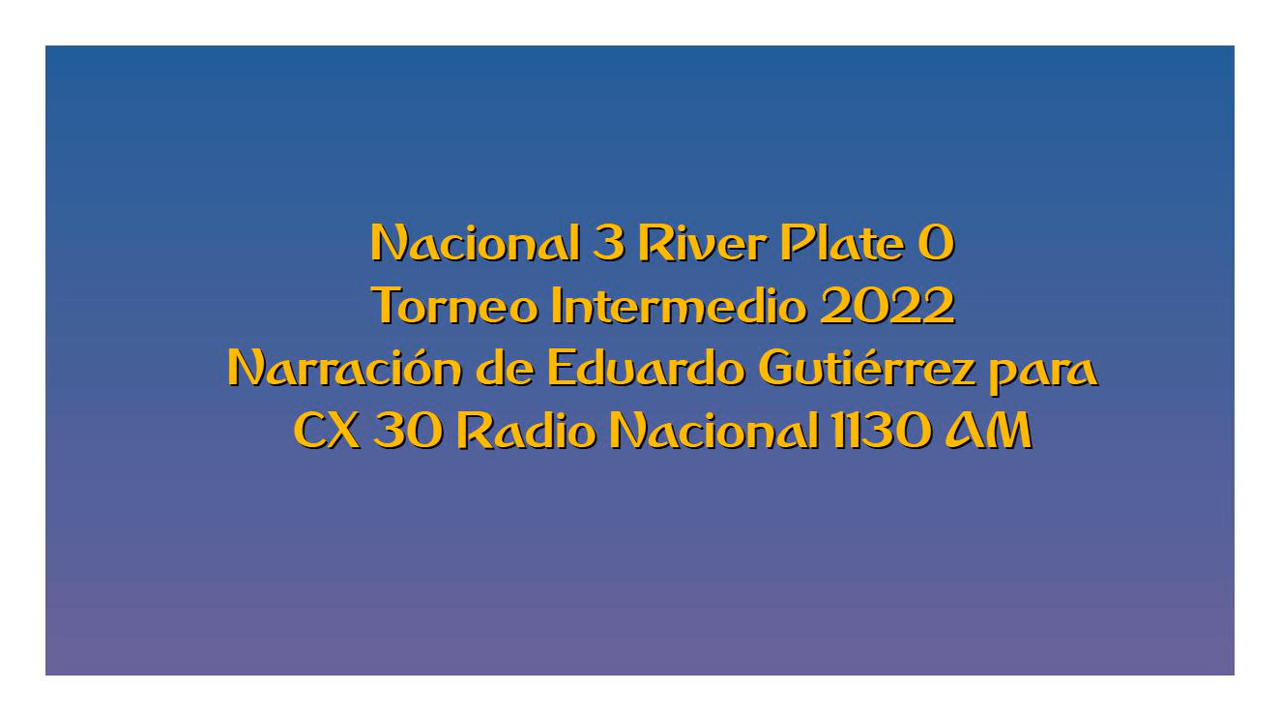 Nacional 3 River Plate 0
Torneo Intermedio 2022
Narración de Eduardo Gutiérrez para
CX 30 Radio Nacional 1130 AM